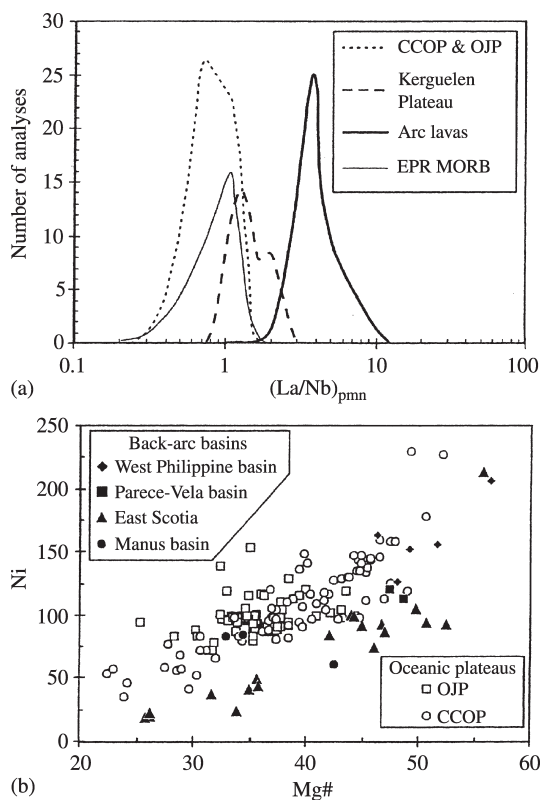 30
25
20
15
10
5
0
Number of analyses
CCOP & OJP
Kerguelen
Plateau
Arc lavas
EPR MORB
0.1 1 10 100
(a) (La/Nb)pmn
250
200
150
100
50
0
Ni
Back-arc basins
West Philippine basin
Parece-Vela basin
East Scotia
Manus basin
Oceanic plateaus
OJP
CCOP
20 30 40 50 60
(b) Mg#